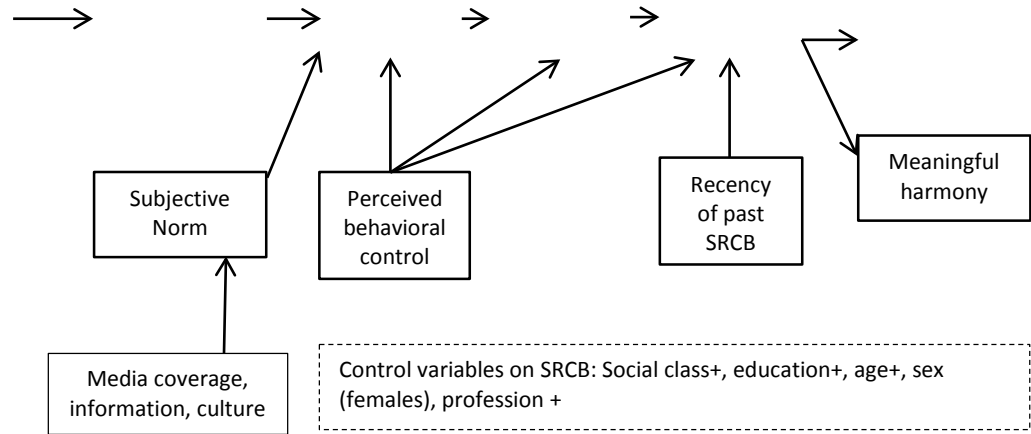 Subjective
Norm
Perceived
behavioral
control
Recency
of past
SRCB
Meaningful
harmony
Media coverage,
information, culture
Control variables on SRCB: Social class+, education+, age+, sex
(females), profession +